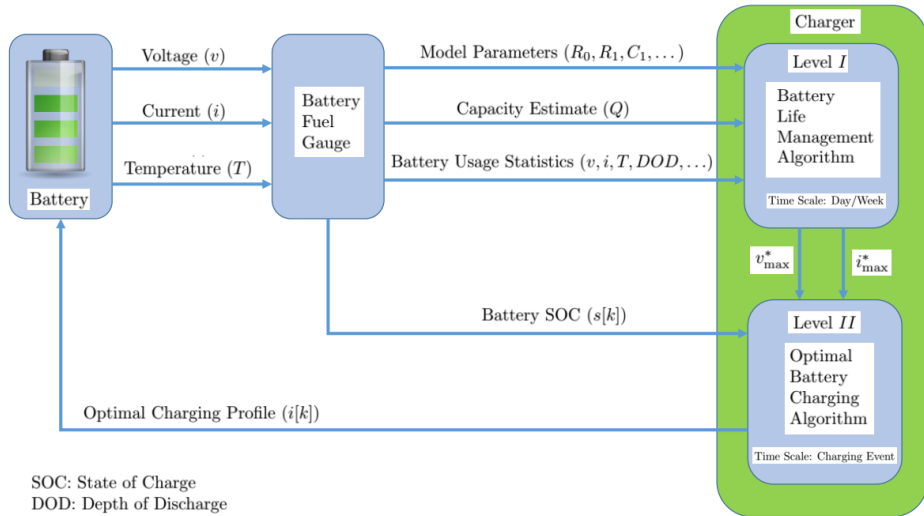 Charger
Voltage (v)
Model Parameters (R₀, R₁, C₁, . . . )
Level I
Battery
Fuel
Gauge
Current (i)
Capacity Estimate (Q)
Battery
Life
Management
Algorithm
Temperature (T)
Battery Usage Statistics (v, i, T, DOD, . . . )
Battery
Time Scale: Day/Week
v*max
i*max
Battery SOC (s[k])
Level II
Optimal
Battery
Charging
Algorithm
Optimal Charging Profile (i[k])
Time Scale: Charging Event
SOC: State of Charge
DOD: Depth of Discharge